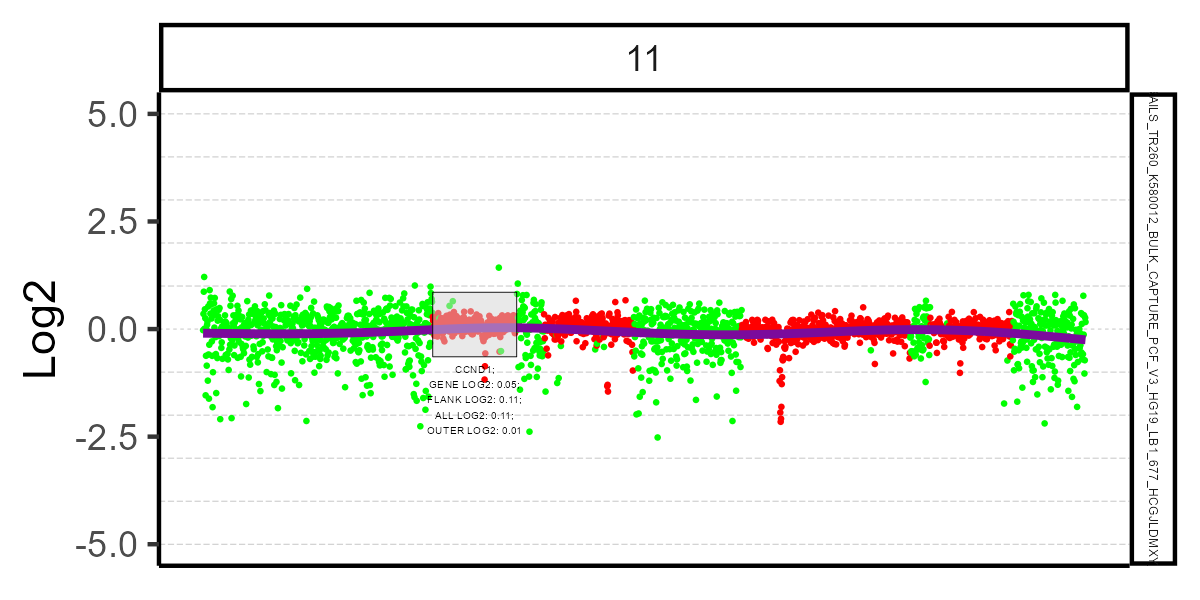 11
5.0
2.5
0.0
-2.5
-5.0
Log2
CCND1;
GENE LOG2: 0.05;
FLANK LOG2: 0.11;
ALL LOG2: 0.11;
OUTER LOG2: 0.01
AILS_TR260_K580012_BULK_CAPTURE_PCF_V3_HG19_LB1_677_HCGJLDMXY